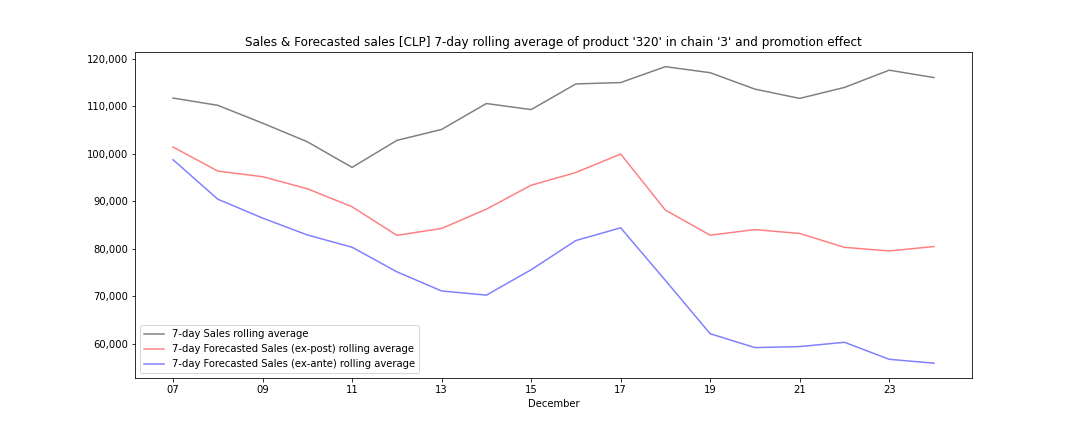 Sales & Forecasted sales [CLP] 7-day rolling average of product '320' in chain '3' and promotion effect
120,000
110,000
100,000
90,000
80,000
70,000
60,000
7-day Sales rolling average
7-day Forecasted Sales (ex-post) rolling average
7-day Forecasted Sales (ex-ante) rolling average
07 09 11 13 15 17 19 21 23
December